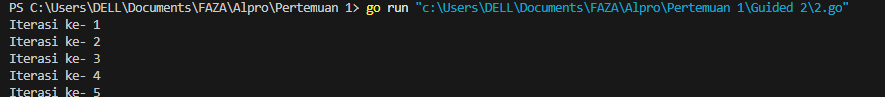 PS C:\Users\DELL\Documents\FAZA\Alpro\Pertemuan 1> go run "c:\Users\DELL\Documents\FAZA\Alpro\Pertemuan 1\Guided 2\2.go"
Iterasi ke- 1
Iterasi ke- 2
Iterasi ke- 3
Iterasi ke- 4
Iterasi ke- 5